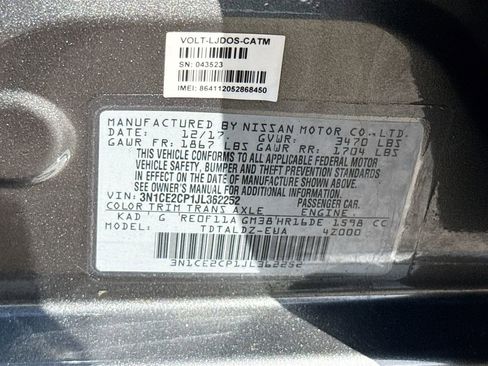 VOLT-LJDOS-CATM
SN: 043523
IMEI: 864112052868450
MANUFACTURED BY NISSAN MOTOR CO., LTD.
DATE: 12/17 GVWR: 3470 LBS
GAWR FR: 1867 LBS GAWR RR: 1704 LBS
THIS VEHICLE CONFORMS TO ALL APPLICABLE FEDERAL MOTOR
VEHICLE SAFETY, BUMPER, AND THEFT PREVENTION STANDARDS
IN EFFECT ON THE DATE OF MANUFACTURE SHOWN ABOVE.
SEE OWNER'S MANUAL FOR ADDITIONAL INFORMATION.
VIN: 3N1CE2CP1JL362252 PASSENGER CAR
COLOR TRIM TRANS AXLE ENGINE
KAD G RE0F11A GM38 HR16DE 1598 CC
TDTALDZ-EUA 4Z000
3N1CE2CP1JL362252